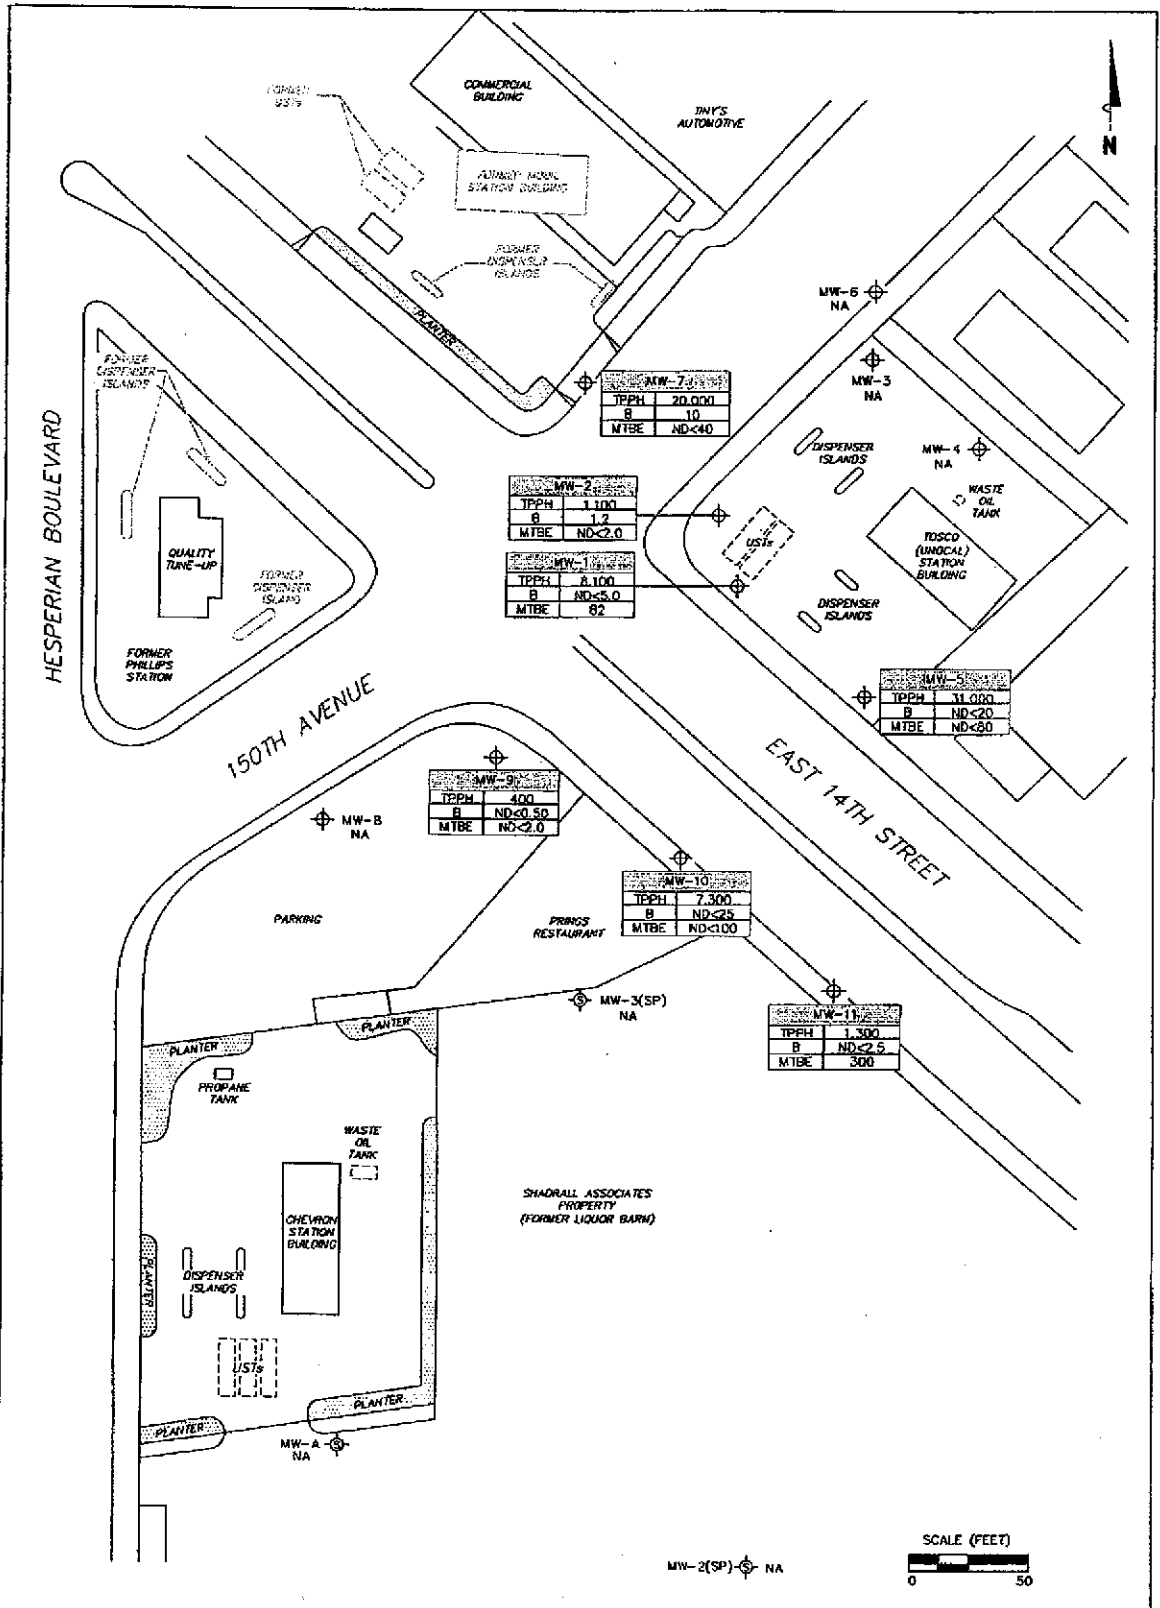 COMMERCIAL
BUILDING
TINY'S
AUTOMOTIVE
N
FORMER
USTs
FORMER MOBIL
STATION BUILDING
FORMER
DISPENSER
ISLANDS
PLANTER
MW-6
NA
MW-3
NA
MW-4
NA
FORMER
DISPENSER
ISLANDS
MW-7
TPPH 20,000
B 10
MTBE ND<40
DISPENSER
ISLANDS
WASTE
OIL
TANK
MW-2
TPPH 1,100
B 1.2
MTBE ND<2.0
USTs
TOSCO
(UNOCAL)
STATION
BUILDING
HESPERIAN BOULEVARD
QUALITY
TUNE-UP
MW-1
TPPH 8,100
B ND<5.0
MTBE 82
FORMER
DISPENSER
ISLAND
DISPENSER
ISLANDS
FORMER
PHILLIPS
STATION
MW-5
TPPH 31,000
B ND<20
MTBE ND<80
150TH AVENUE
EAST 14TH STREET
MW-9
TPPH 400
B ND<0.50
MTBE ND<2.0
MW-8
NA
MW-10
TPPH 7,300
B ND<25
MTBE ND<100
PARKING
PRINGS
RESTAURANT
MW-3(SP)
NA
MW-11
TPPH 1,300
B ND<2.5
MTBE 300
PLANTER
PLANTER
PROPANE
TANK
WASTE
OIL
TANK
SHADRALL ASSOCIATES
PROPERTY
(FORMER LIQUOR BARN)
CHEVRON
STATION
BUILDING
PLANTER
DISPENSER
ISLANDS
USTs
PLANTER
PLANTER
MW-A
NA
MW-2(SP) NA
SCALE (FEET)
0 50